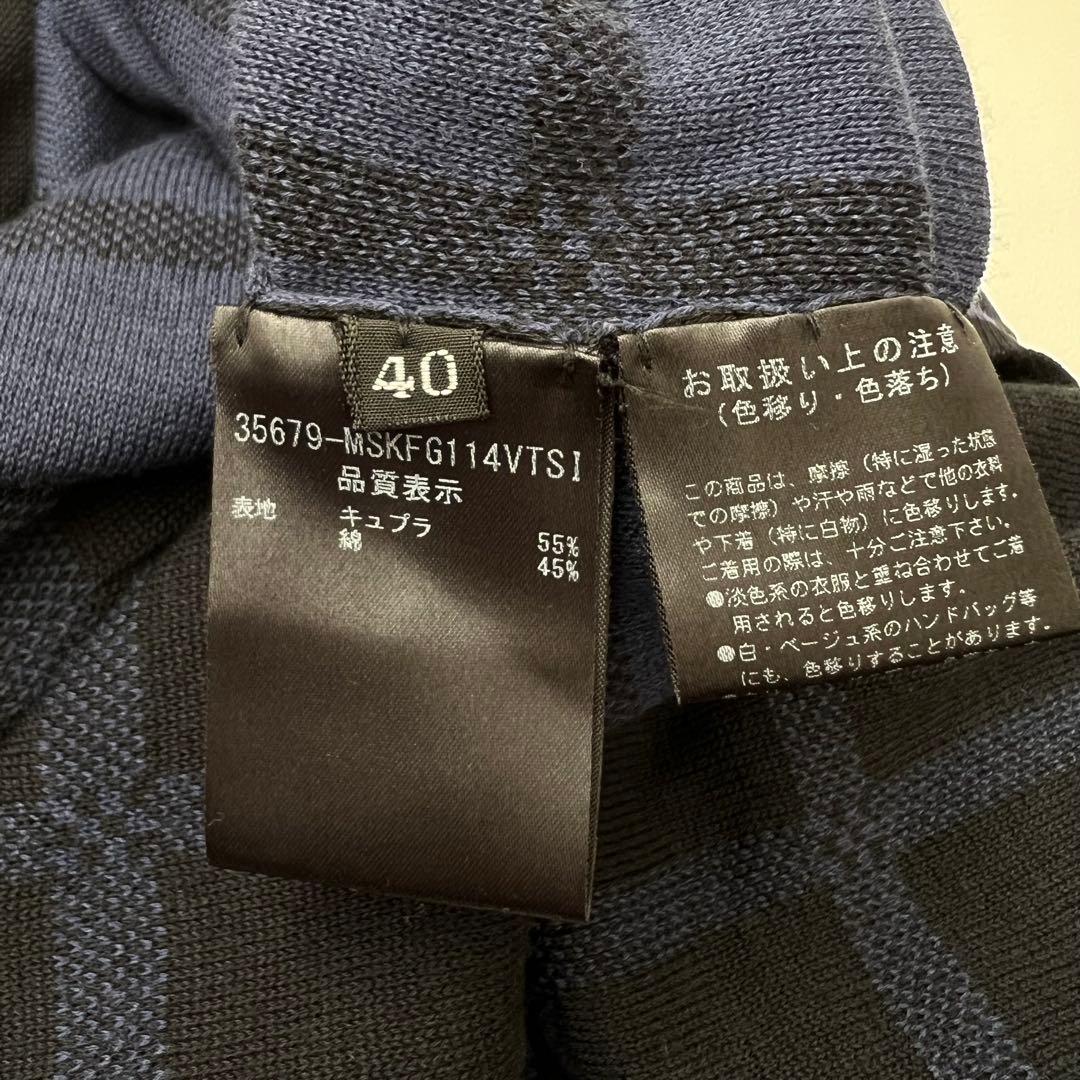 40
35679-MSKFG114VTSI
品質表示
表地 キュプラ 55%
綿 45%
お取扱い上の注意
(色移り・色落ち)
この商品は、摩擦(特に湿った状態
での摩擦)や汗や雨などで他の衣料
や下着(特に白物)に色移りします。
ご着用の際は、十分ご注意下さい。
●淡色系の衣服と重ね合わせてご着
用されると色移りします。
●白・ベージュ系のハンドバッグ等
にも、色移りすることがあります。